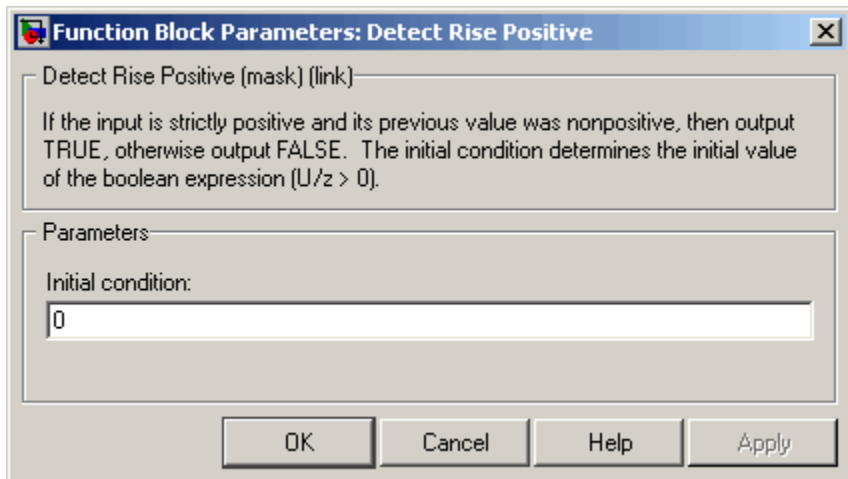 Function Block Parameters: Detect Rise Positive
Detect Rise Positive (mask) (link)
If the input is strictly positive and its previous value was nonpositive, then output
TRUE, otherwise output FALSE.  The initial condition determines the initial value
of the boolean expression (U/z > 0).
Parameters
Initial condition:
0
OK Cancel Help Apply